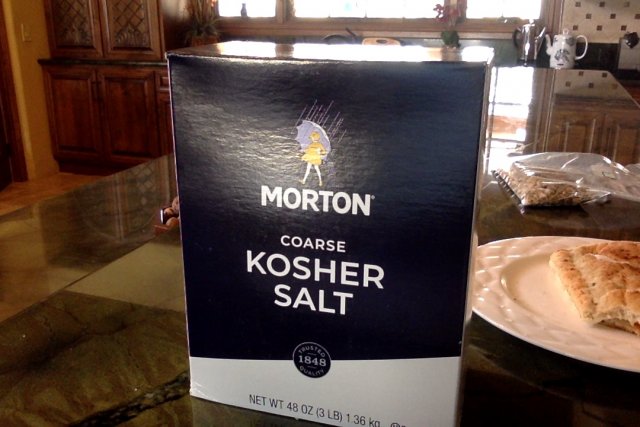 MORTON®
COARSE
KOSHER
SALT
TRUSTED
1848
QUALITY
NET WT 48 OZ (3 LB) 1.36 kg